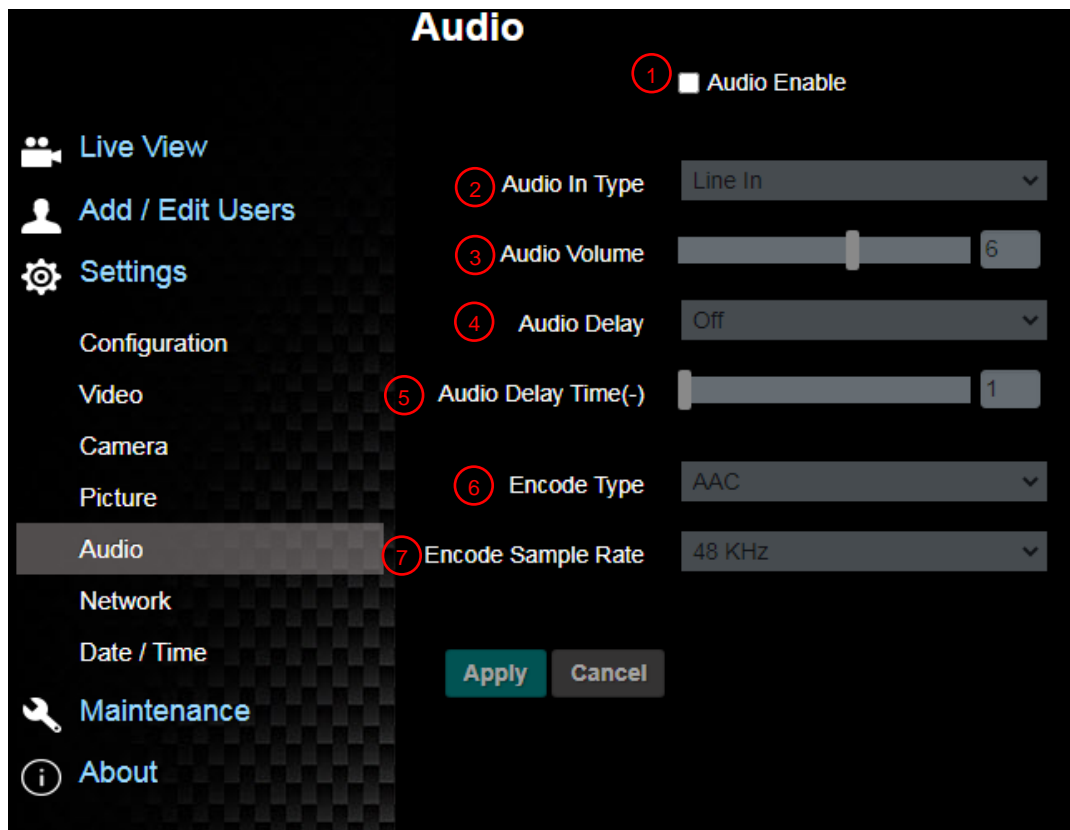 Audio
1 Audio Enable
Live View
Add / Edit Users
Settings
Configuration
Video
Camera
Picture
Audio
Network
Date / Time
Maintenance
About
2 Audio In Type Line In
3 Audio Volume 6
4 Audio Delay Off
5 Audio Delay Time(-) 1
6 Encode Type AAC
7 Encode Sample Rate 48 KHz
Apply Cancel